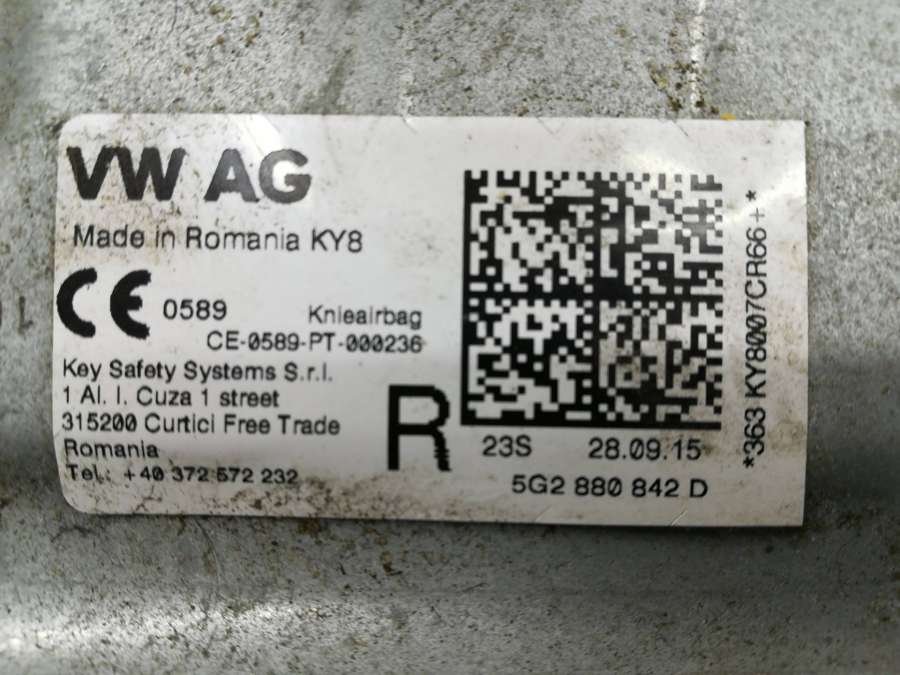 VW AG
Made in Romania KY8
CE 0589
Knieairbag
CE-0589-PT-000236
Key Safety Systems S.r.l.
1 Al. I. Cuza 1 street
315200 Curtici Free Trade
Romania
Tel.: +40 372 572 232
R
23S 28.09.15
5G2 880 842 D
*363 KY8007CR66+*